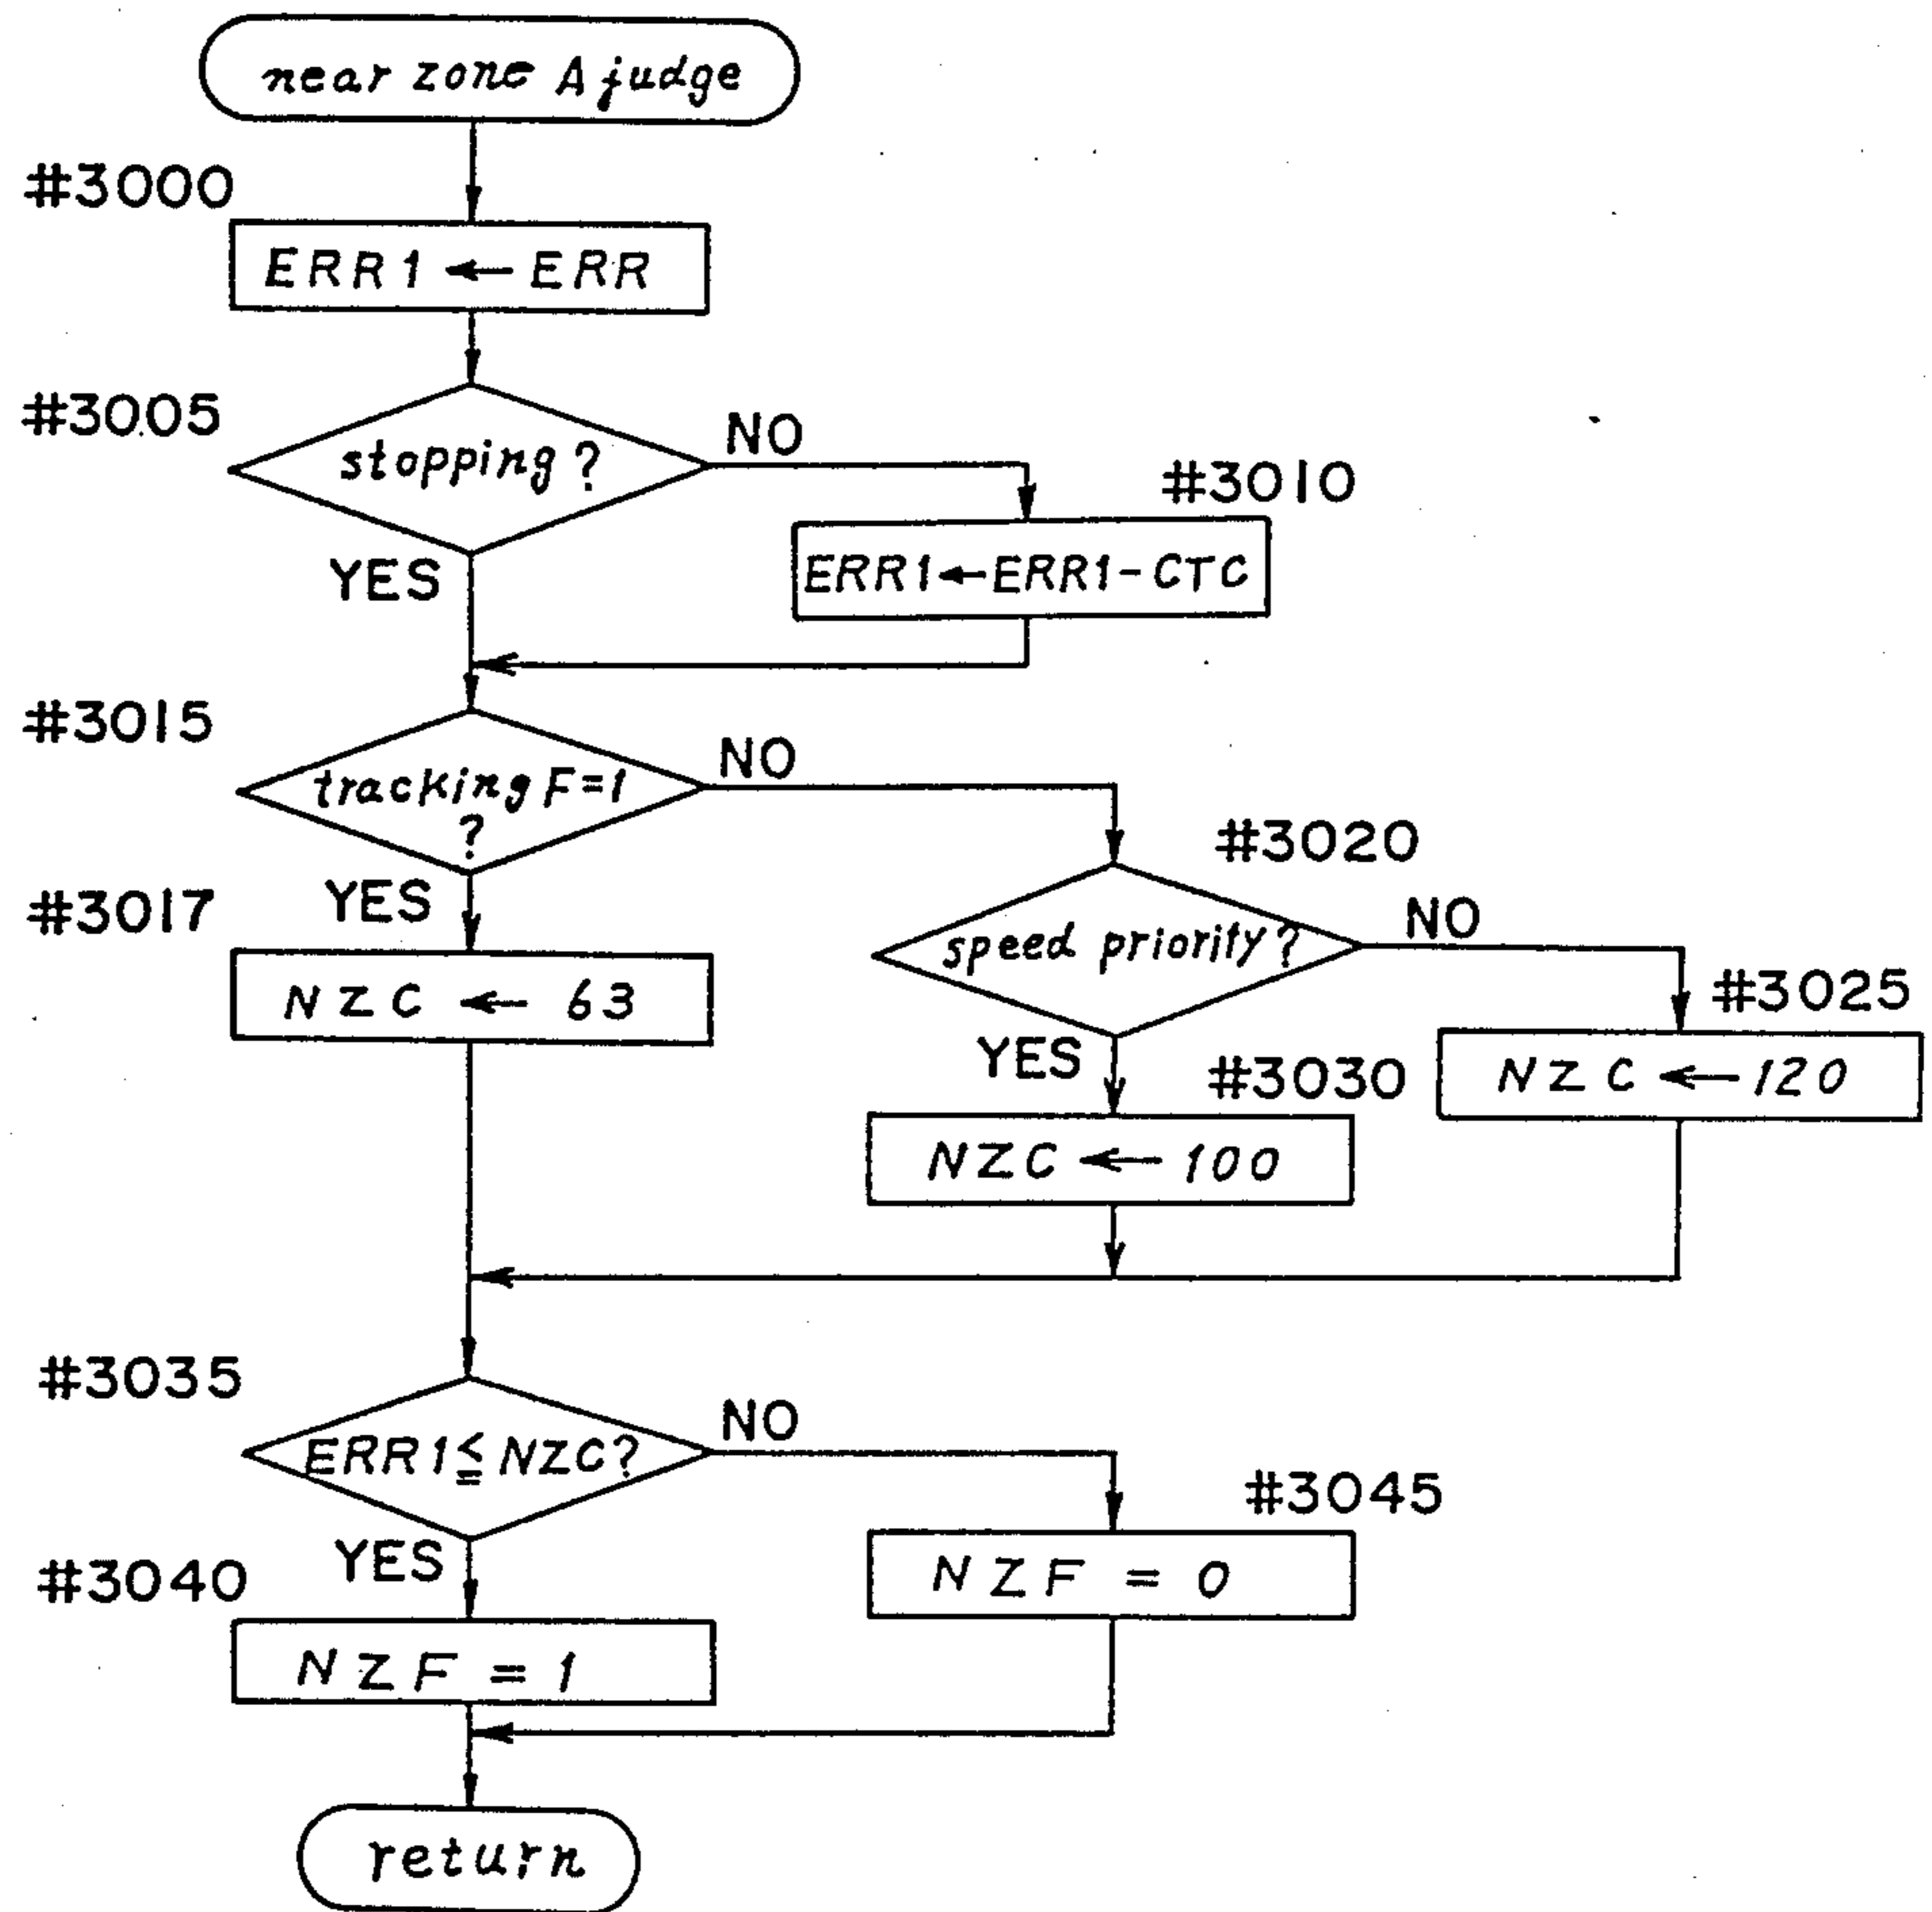 near zone A judge
#3000
ERR1 ← ERR
#3005
stopping?
NO
#3010
YES
ERR1←ERR1-CTC
#3015
tracking F=1
?
NO
#3020
#3017
YES
speed priority?
NO
NZC ← 63
#3025
YES
#3030
NZC ← 120
NZC ← 100
#3035
ERR1≦NZC?
NO
#3045
#3040
YES
NZF = 0
NZF = 1
return